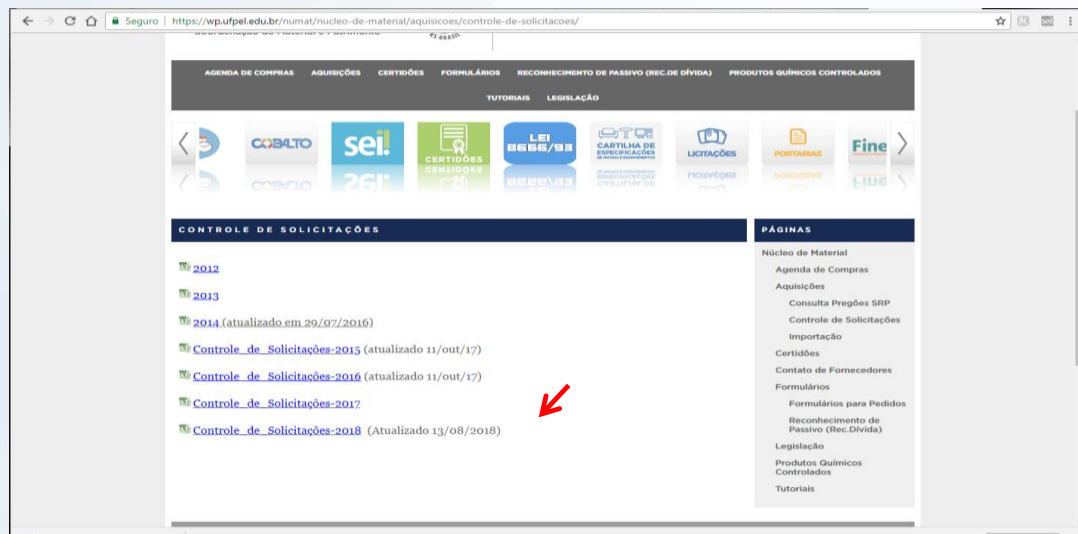 Seguro | https://wp.ufpel.edu.br/numat/nucleo-de-material/aquisicoes/controle-de-solicitacoes/
AGENDA DE COMPRAS AQUISIÇÕES CERTIDÕES FORMULÁRIOS RECONHECIMENTO DE PASSIVO (REC.DE DÍVIDA) PRODUTOS QUÍMICOS CONTROLADOS
TUTORIAIS LEGISLAÇÃO
COBALTO
sei!
CERTIDÕES
LEI 8666/93
CARTILHA DE
ESPECIFICAÇÕES
LICITAÇÕES
PORTARIAS
Fine
CONTROLE DE SOLICITAÇÕES
2012
2013
2014 (atualizado em 29/07/2016)
Controle_de_Solicitações-2015 (atualizado 11/out/17)
Controle_de_Solicitações-2016 (atualizado 11/out/17)
Controle_de_Solicitações-2017
Controle_de_Solicitações-2018 (Atualizado 13/08/2018)
PÁGINAS
Núcleo de Material
Agenda de Compras
Aquisições
Consulta Pregões SRP
Controle de Solicitações
Importação
Certidões
Contato de Fornecedores
Formulários
Formulários para Pedidos
Reconhecimento de
Passivo (Rec.Dívida)
Legislação
Produtos Químicos
Controlados
Tutoriais